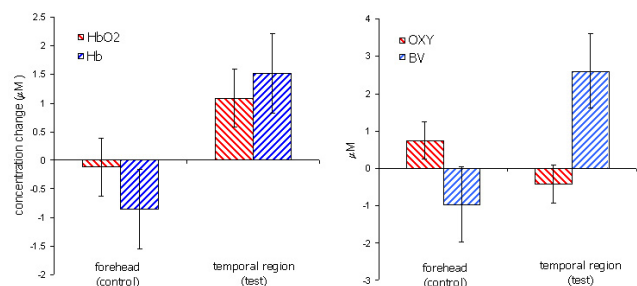 concentration change (μM)
2.5
2
1.5
1
0.5
0
-0.5
-1
-1.5
-2
HbO2
Hb
forehead
(control)
temporal region
(test)
μM
4
3
2
1
0
-1
-2
-3
OXY
BV
forehead
(control)
temporal region
(test)